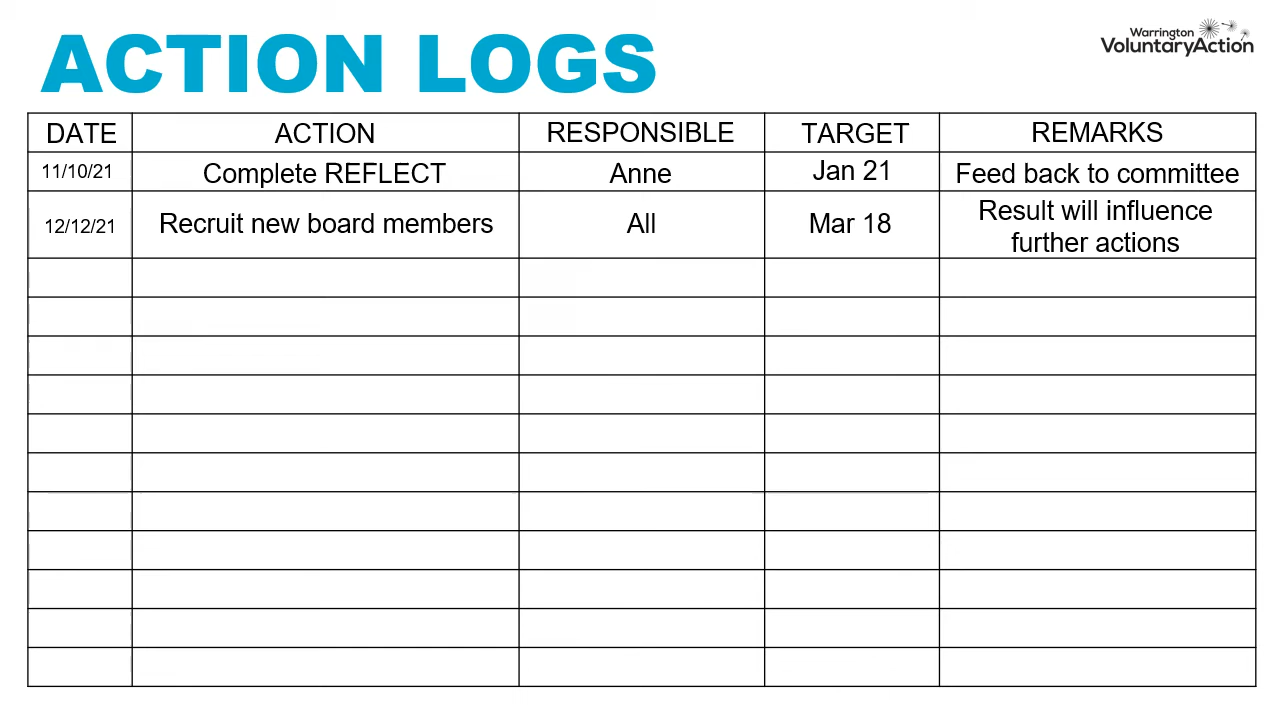 ACTION LOGS
Warrington
VoluntaryAction
DATE ACTION RESPONSIBLE TARGET REMARKS
11/10/21 Complete REFLECT Anne Jan 21 Feed back to committee
12/12/21 Recruit new board members All Mar 18 Result will influence
further actions